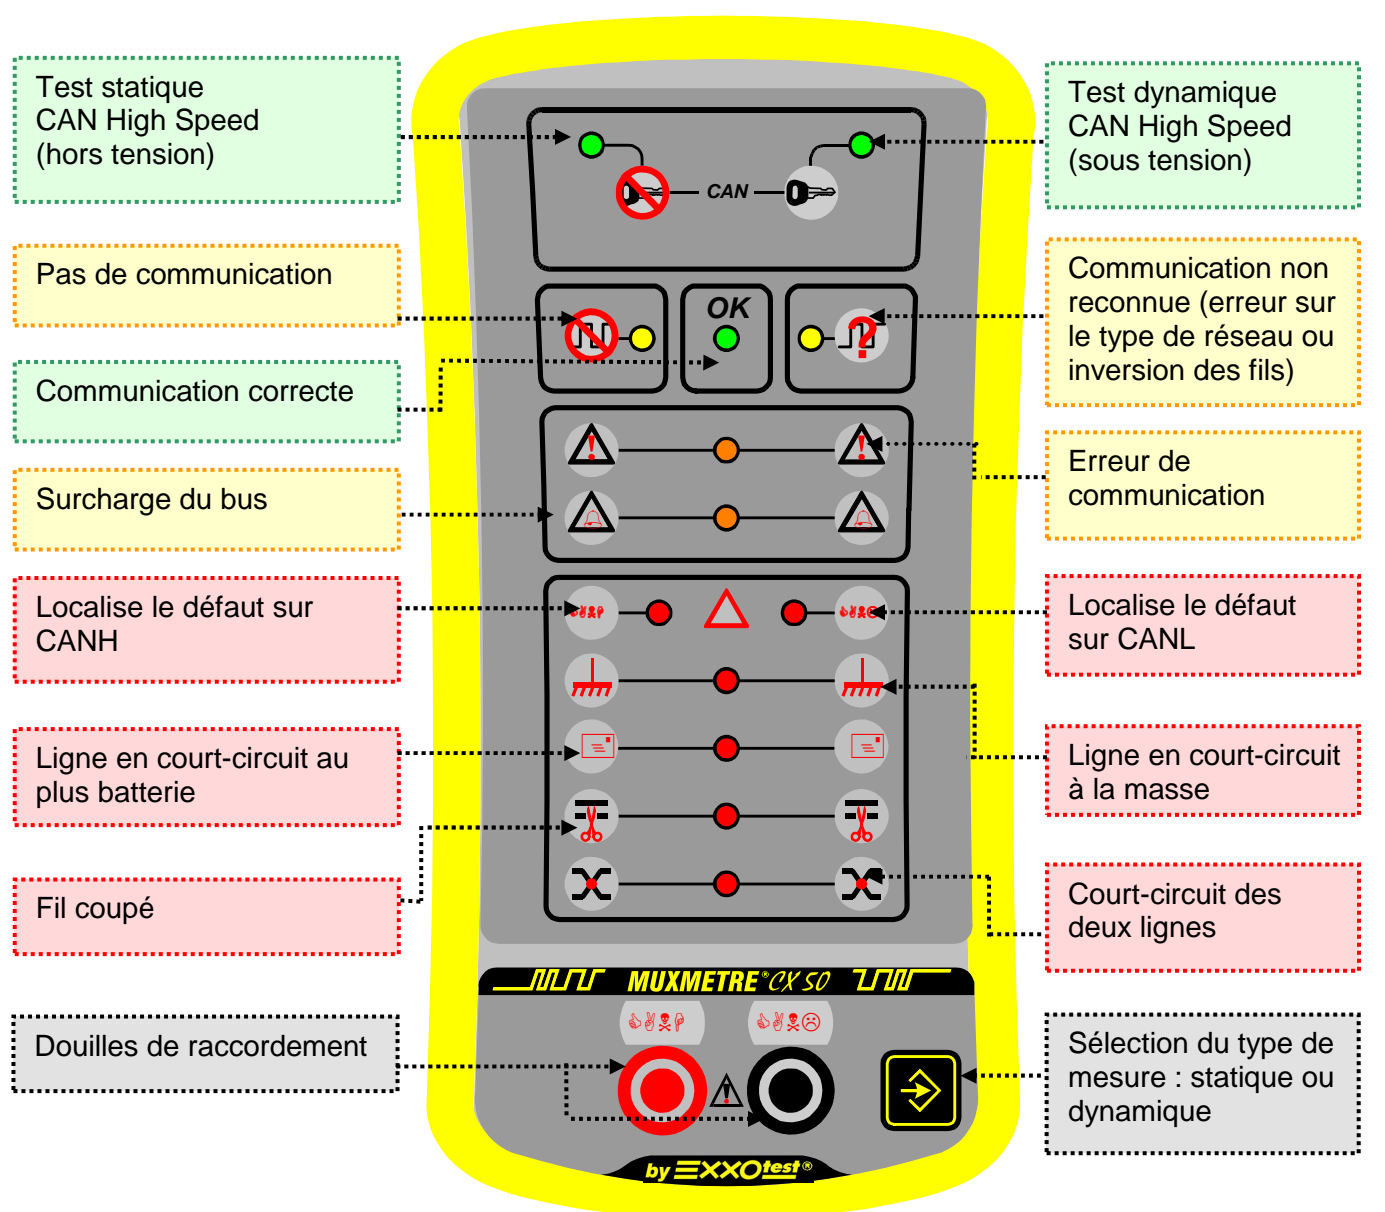 Test statique
CAN High Speed
(hors tension)
Test dynamique
CAN High Speed
(sous tension)
CAN
Pas de communication
Communication non
reconnue (erreur sur
le type de réseau ou
inversion des fils)
OK
?
Communication correcte
Surcharge du bus
Erreur de
communication
Localise le défaut sur
CANH
Localise le défaut
sur CANL
Ligne en court-circuit au
plus batterie
Ligne en court-circuit
à la masse
Fil coupé
Court-circuit des
deux lignes
MUXMETRE® CX 50
Douilles de raccordement
Sélection du type de
mesure : statique ou
dynamique
by EXXOtest®